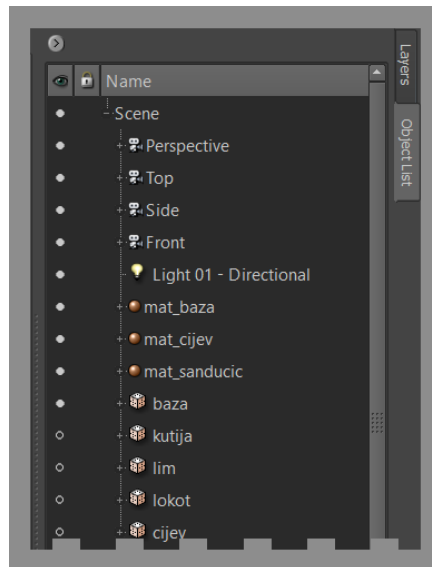 Layers
Object List
Name
Scene
Perspective
Top
Side
Front
Light 01 - Directional
mat_baza
mat_cijev
mat_sanducic
baza
kutija
lim
lokot
cijev